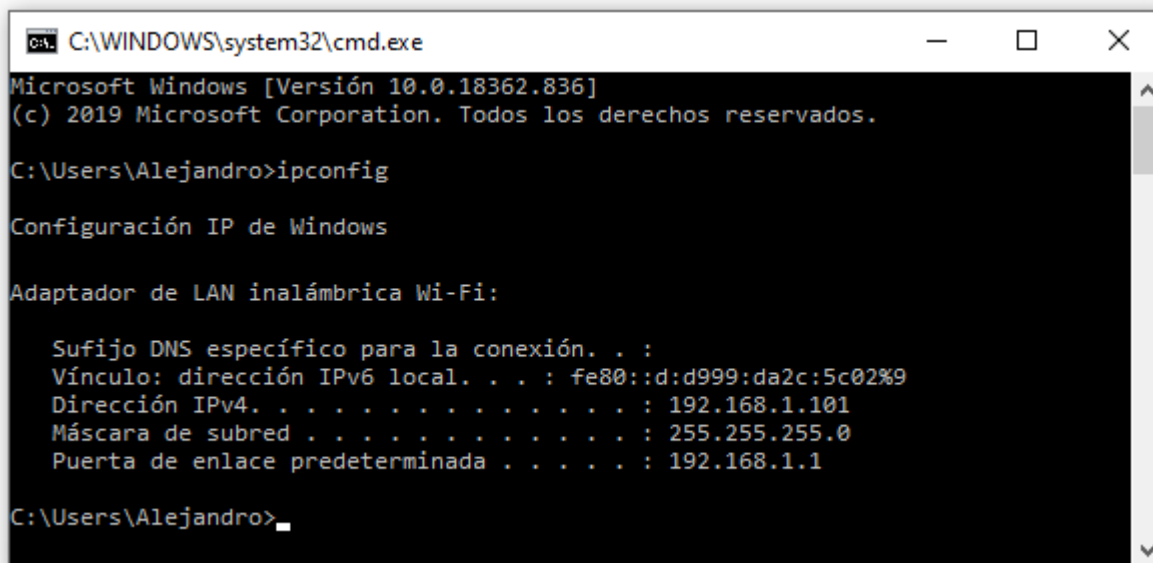 C:\WINDOWS\system32\cmd.exe
Microsoft Windows [Versión 10.0.18362.836]
(c) 2019 Microsoft Corporation. Todos los derechos reservados.
C:\Users\Alejandro>ipconfig
Configuración IP de Windows
Adaptador de LAN inalámbrica Wi-Fi:
Sufijo DNS específico para la conexión. . :
Vínculo: dirección IPv6 local. . . : fe80::d:d999:da2c:5c02%9
Dirección IPv4. . . . . . . . . . . . . . : 192.168.1.101
Máscara de subred . . . . . . . . . . . . : 255.255.255.0
Puerta de enlace predeterminada . . . . . : 192.168.1.1
C:\Users\Alejandro>